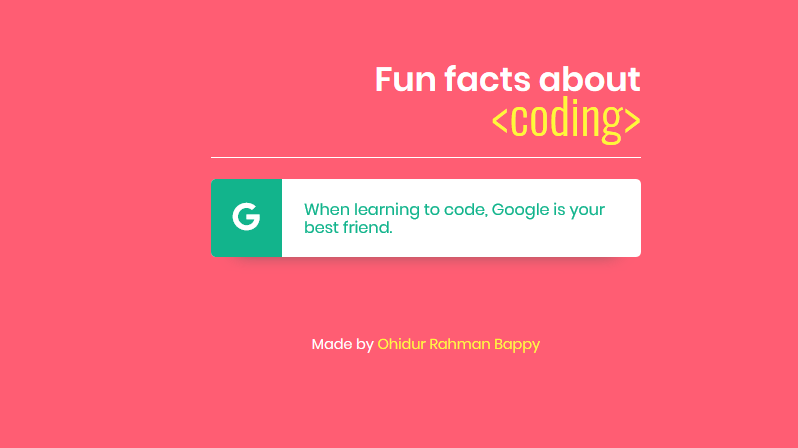 Fun facts about
<coding>
G
When learning to code, Google is your
best friend.
Made by Ohidur Rahman Bappy